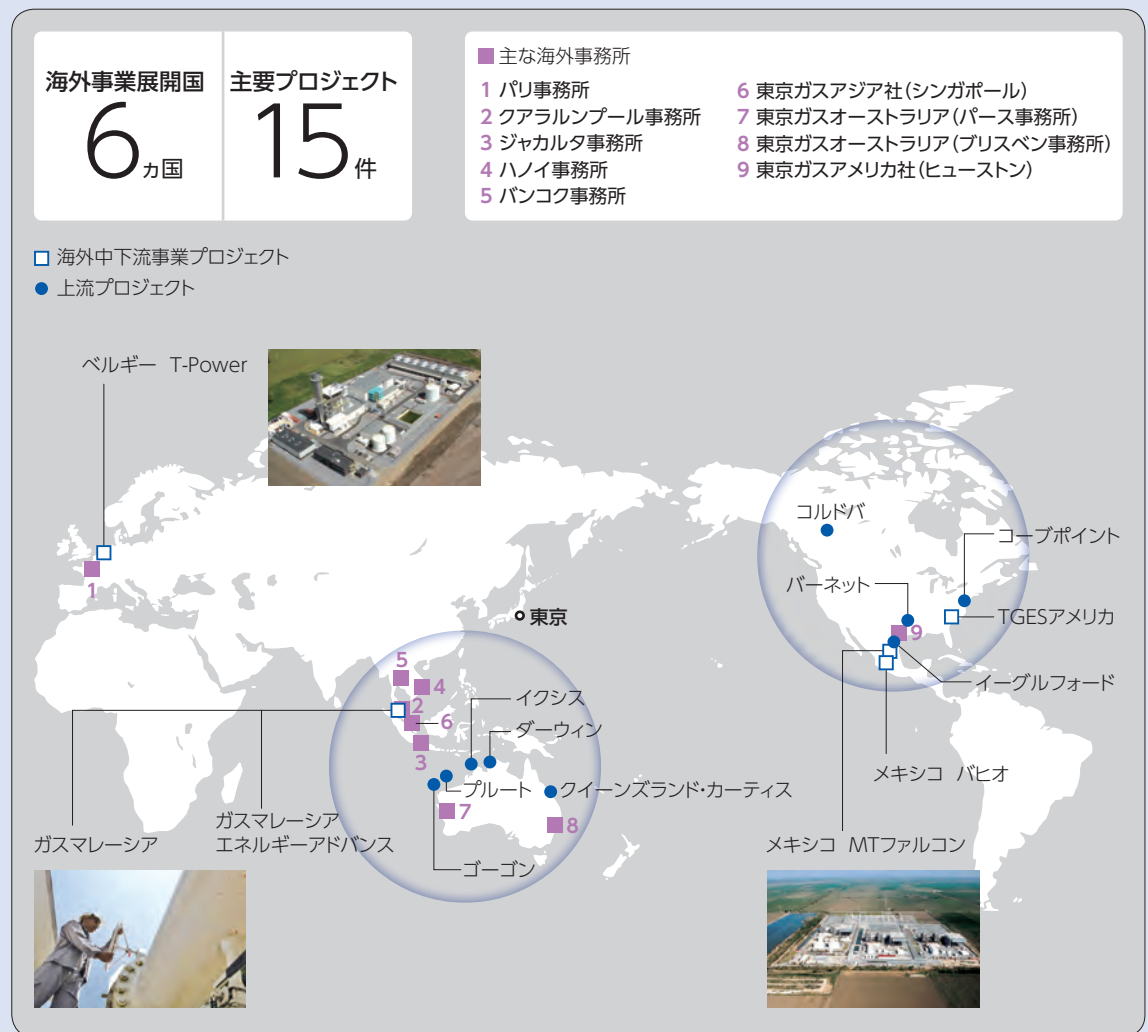 海外事業展開国
6ヵ国
主要プロジェクト
15件
主な海外事務所
1 パリ事務所
2 クアラルンプール事務所
3 ジャカルタ事務所
4 ハノイ事務所
5 バンコク事務所
6 東京ガスアジア社(シンガポール)
7 東京ガスオーストラリア(パース事務所)
8 東京ガスオーストラリア(ブリスベン事務所)
9 東京ガスアメリカ社(ヒューストン)
海外中下流事業プロジェクト
上流プロジェクト
ベルギー T-Power
1
東京
コルドバ
コーブポイント
バーネット
TGESアメリカ
9
イーグルフォード
メキシコ バヒオ
メキシコ MTファルコン
5
4
2
6
3
イクシス
ダーウィン
プルート
クイーンズランド・カーティス
7
8
ゴーゴン
ガスマレーシア
ガスマレーシア
エネルギーアドバンス